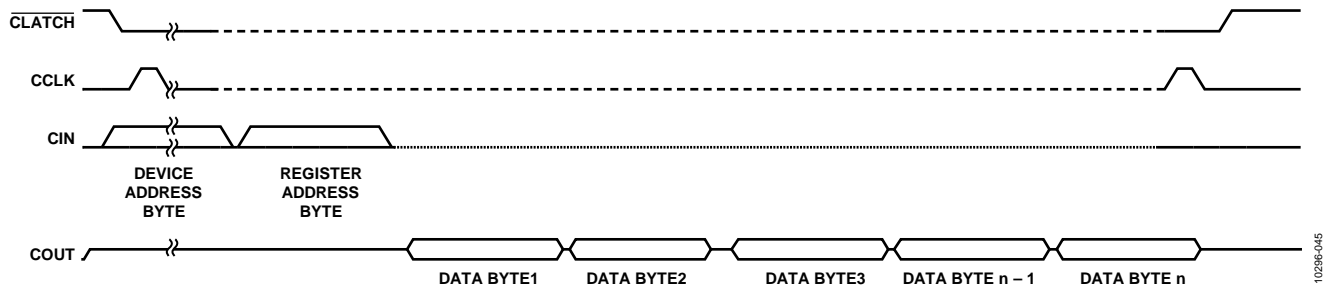 CLATCH
CCLK
CIN
DEVICE
ADDRESS
BYTE
REGISTER
ADDRESS
BYTE
COUT
DATA BYTE1
DATA BYTE2
DATA BYTE3
DATA BYTE n – 1
DATA BYTE n
10296-045